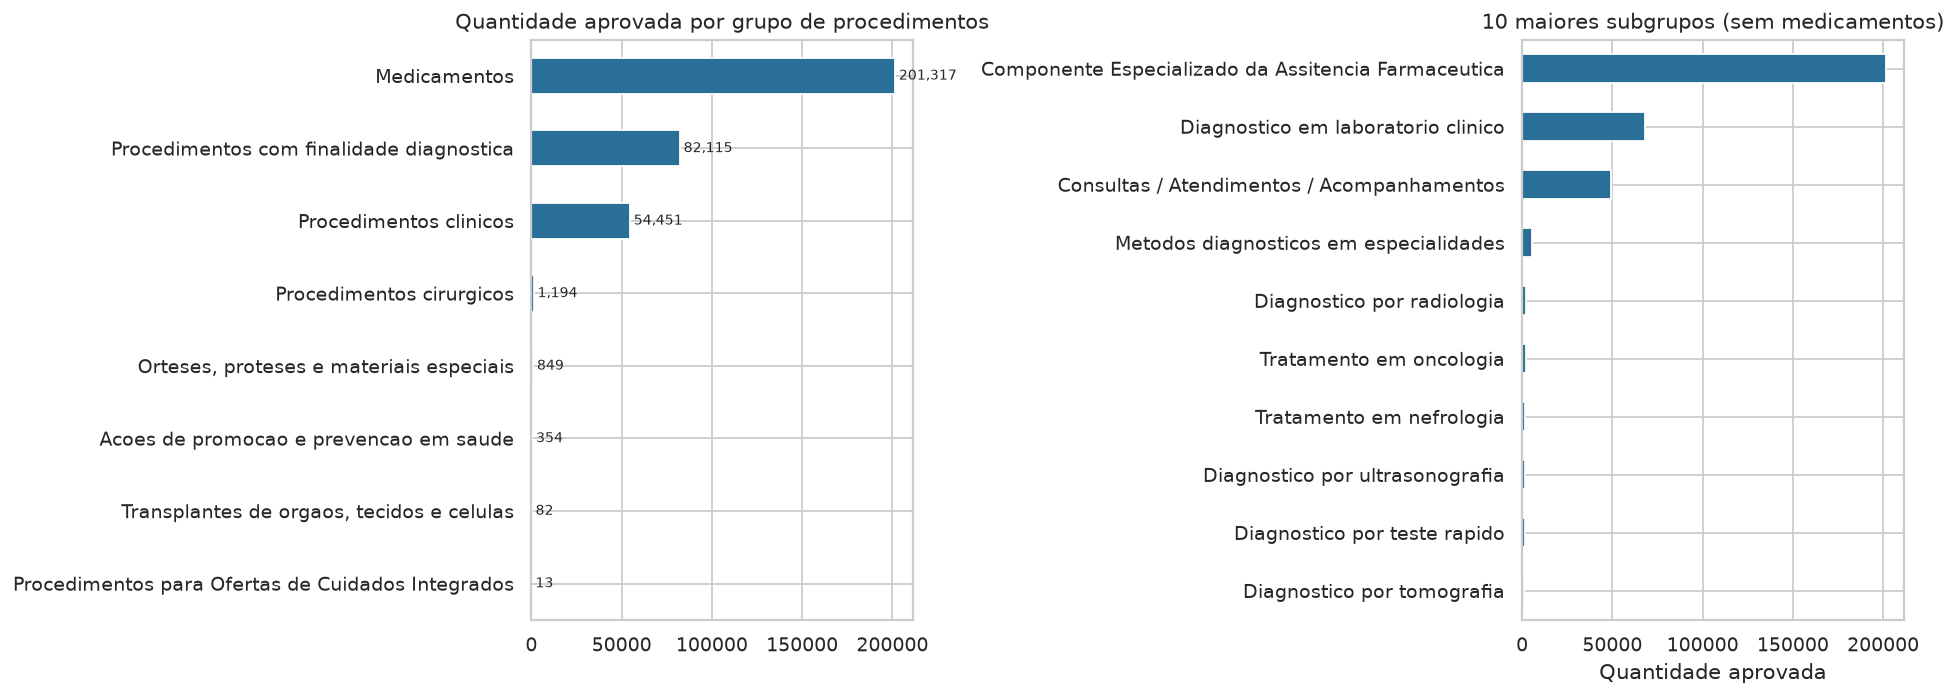 Quantidade aprovada por grupo de procedimentos
Medicamentos
201,317
Procedimentos com finalidade diagnostica
82,115
Procedimentos clinicos
54,451
Procedimentos cirurgicos
1,194
Orteses, proteses e materiais especiais
849
Acoes de promocao e prevencao em saude
354
Transplantes de orgaos, tecidos e celulas
82
Procedimentos para Ofertas de Cuidados Integrados
13
0 50000 100000 150000 200000
10 maiores subgrupos (sem medicamentos)
Componente Especializado da Assitencia Farmaceutica
Diagnostico em laboratorio clinico
Consultas / Atendimentos / Acompanhamentos
Metodos diagnosticos em especialidades
Diagnostico por radiologia
Tratamento em oncologia
Tratamento em nefrologia
Diagnostico por ultrasonografia
Diagnostico por teste rapido
Diagnostico por tomografia
0 50000 100000 150000 200000
Quantidade aprovada